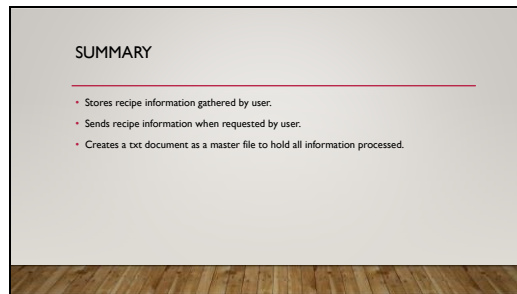 SUMMARY
• Stores recipe information gathered by user.
• Sends recipe information when requested by user.
• Creates a txt document as a master file to hold all information processed.